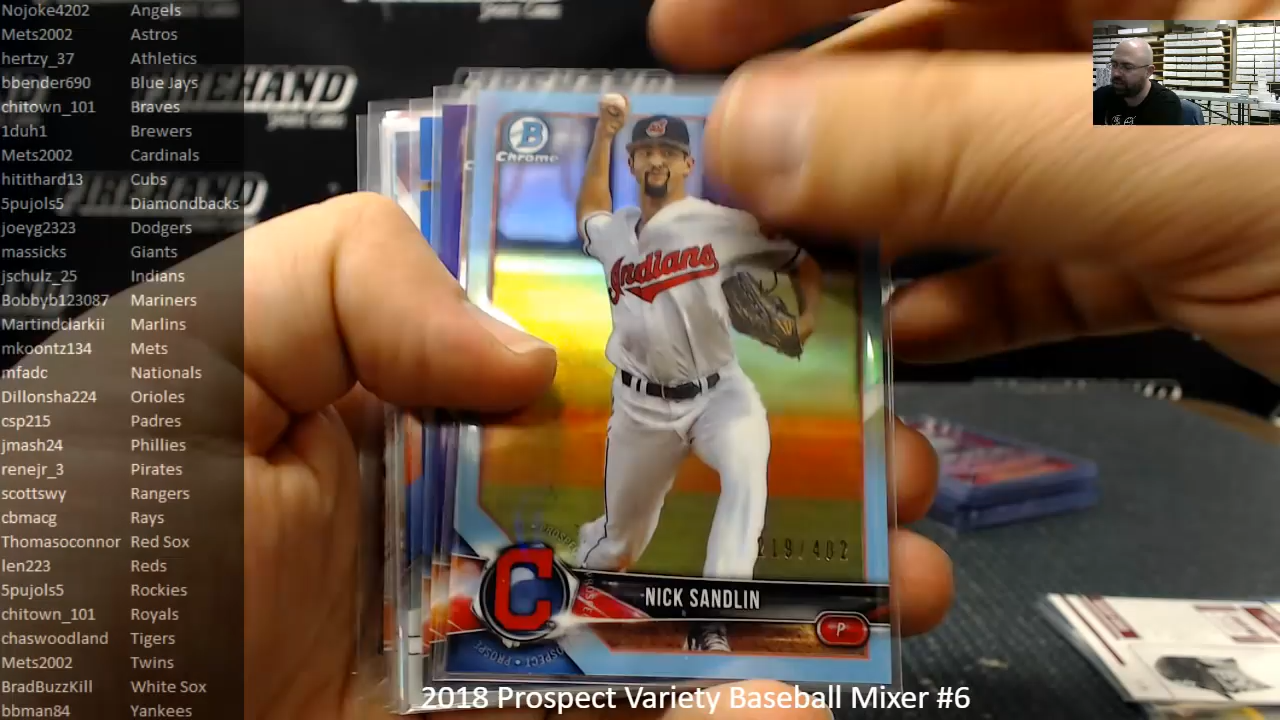 Nojoke4202 Angels
Mets2002 Astros
hertzy_37 Athletics
bbender690 Blue Jays
chitown_101 Braves
1duh1 Brewers
Mets2002 Cardinals
hitithard13 Cubs
5pujols5 Diamondbacks
joeyg2323 Dodgers
massicks Giants
jschulz_25 Indians
Bobbyb123087 Mariners
Martindclarkii Marlins
mkoontz134 Mets
mfadc Nationals
Dillonsha224 Orioles
csp215 Padres
jmash24 Phillies
renejr_3 Pirates
scottswy Rangers
cbmacg Rays
Thomasoconnor Red Sox
len223 Reds
5pujols5 Rockies
chitown_101 Royals
chaswoodland Tigers
Mets2002 Twins
BradBuzzKill White Sox
bbman84 Yankees
B
Chrome
Indians
219/402
C
NICK SANDLIN
P
2018 Prospect Variety Baseball Mixer #6